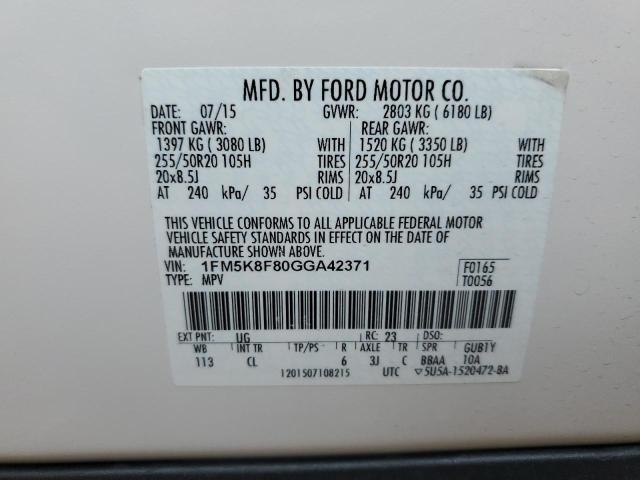 MFD. BY FORD MOTOR CO.
DATE: 07/15 GVWR: 2803 KG ( 6180 LB)
FRONT GAWR: REAR GAWR:
1397 KG ( 3080 LB) WITH 1520 KG ( 3350 LB) WITH
255/50R20 105H TIRES 255/50R20 105H TIRES
20x8.5J RIMS 20x8.5J RIMS
AT 240 kPa/ 35 PSI COLD AT 240 kPa/ 35 PSI COLD
THIS VEHICLE CONFORMS TO ALL APPLICABLE FEDERAL MOTOR
VEHICLE SAFETY STANDARDS IN EFFECT ON THE DATE OF
MANUFACTURE SHOWN ABOVE.
VIN: 1FM5K8F80GGA42371 F0165
TYPE: MPV T0056
EXT PNT: UG RC: 23 DSO:
WB INT TR TP/PS R AXLE TR SPR GUB1Y
113 CL 6 3J C BBAA 10A
1201507108215 UTC ▽5U5A-1520472-BA